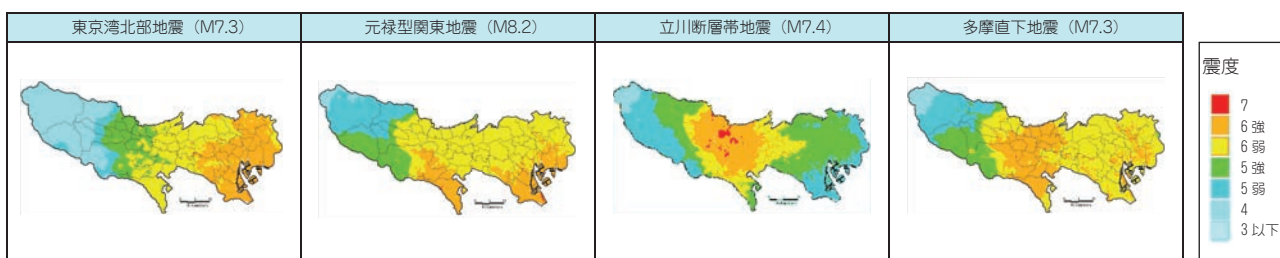 東京湾北部地震（M7.3）
元禄型関東地震（M8.2）
立川断層帯地震（M7.4）
多摩直下地震（M7.3）
震度
7
6強
6弱
5強
5弱
4
3以下